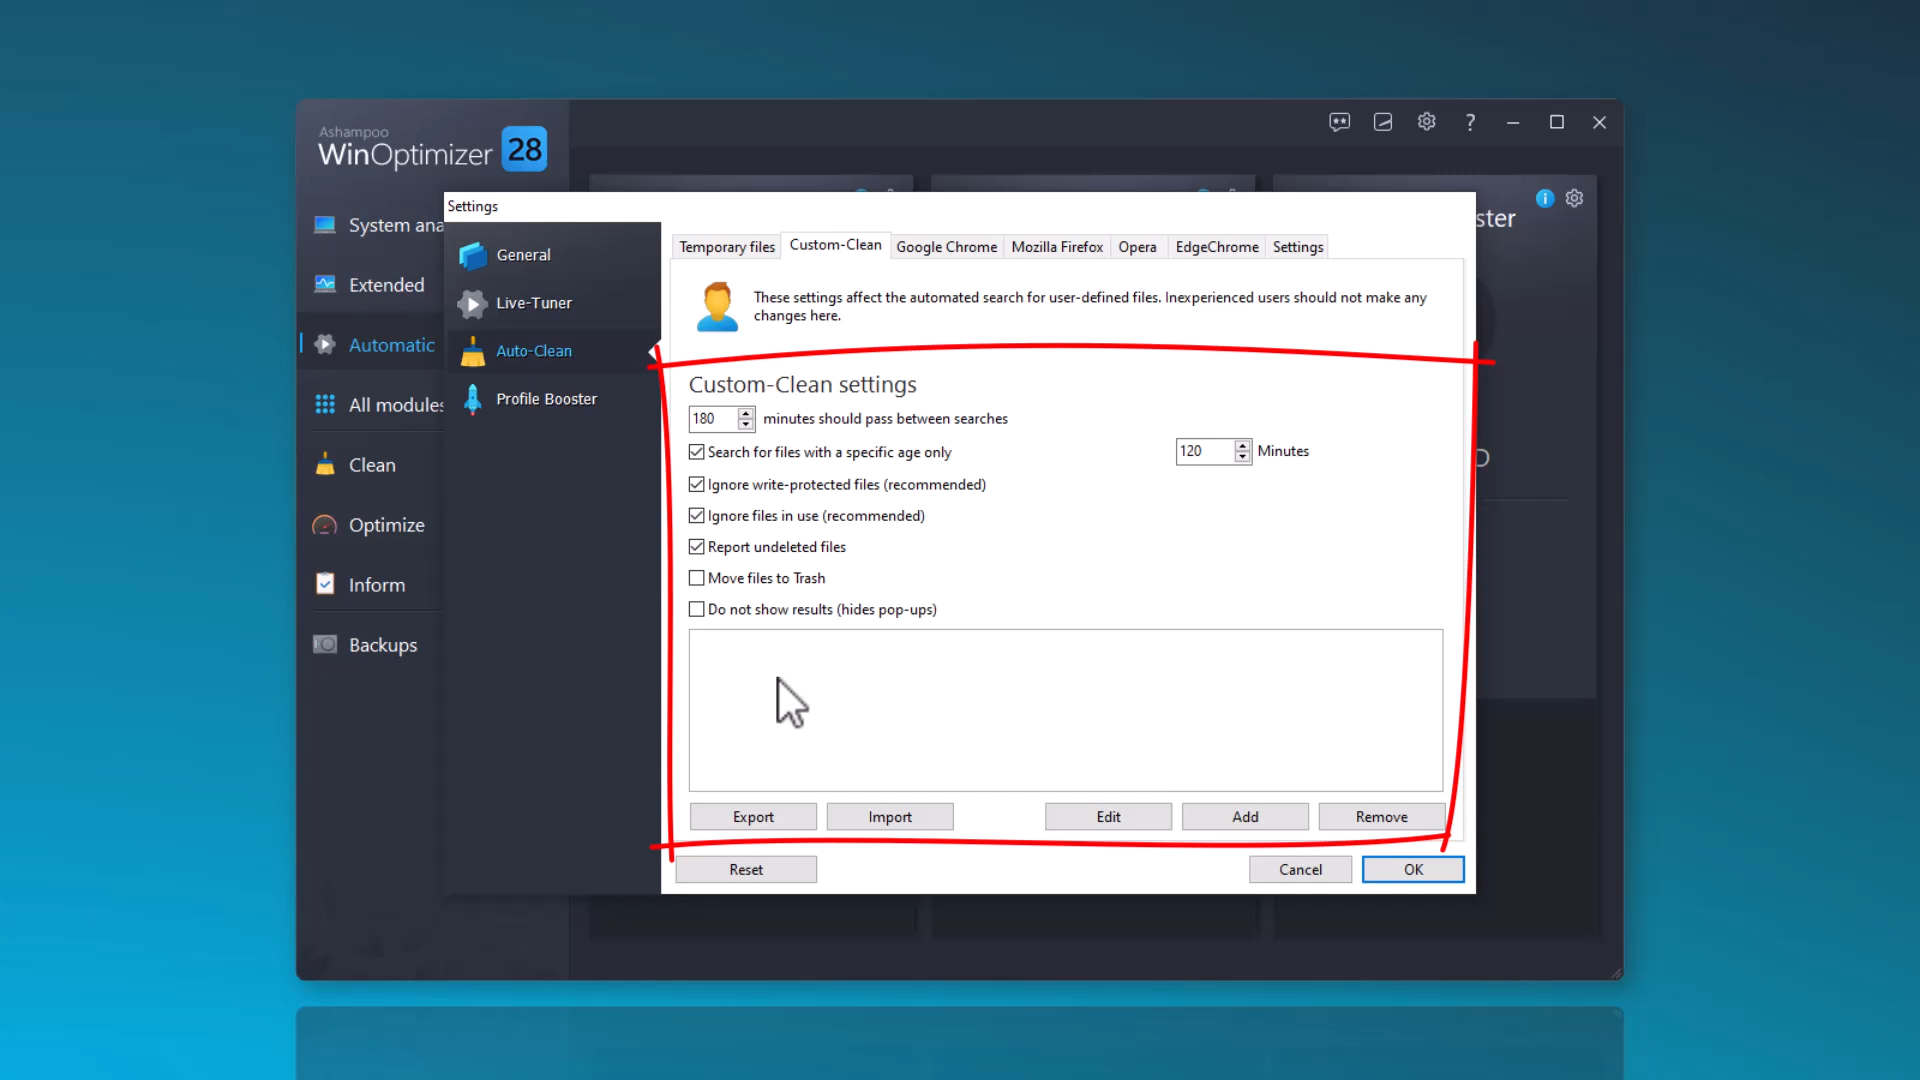 Ashampoo
WinOptimizer 28
System ana
Extended
Automatic
All modules
Clean
Optimize
Inform
Backups
Settings
General
Live-Tuner
Auto-Clean
Profile Booster
Temporary files
Custom-Clean
Google Chrome
Mozilla Firefox
Opera
EdgeChrome
Settings
These settings affect the automated search for user-defined files. Inexperienced users should not make any
changes here.
Custom-Clean settings
180 minutes should pass between searches
Search for files with a specific age only 120 Minutes
Ignore write-protected files (recommended)
Ignore files in use (recommended)
Report undeleted files
Move files to Trash
Do not show results (hides pop-ups)
Export
Import
Edit
Add
Remove
Reset
Cancel
OK
?
i
ster